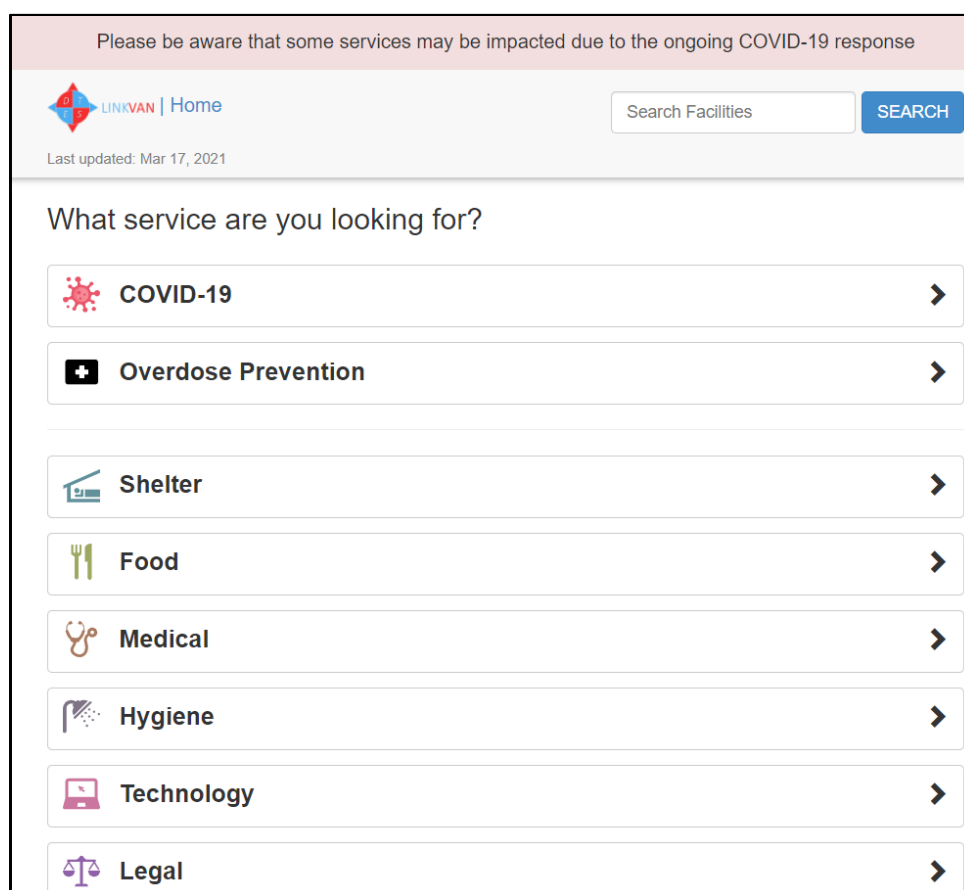 Please be aware that some services may be impacted due to the ongoing COVID-19 response
D T E S LINKVAN | Home
Search Facilities SEARCH
Last updated: Mar 17, 2021
What service are you looking for?
COVID-19
Overdose Prevention
Shelter
Food
Medical
Hygiene
Technology
Legal